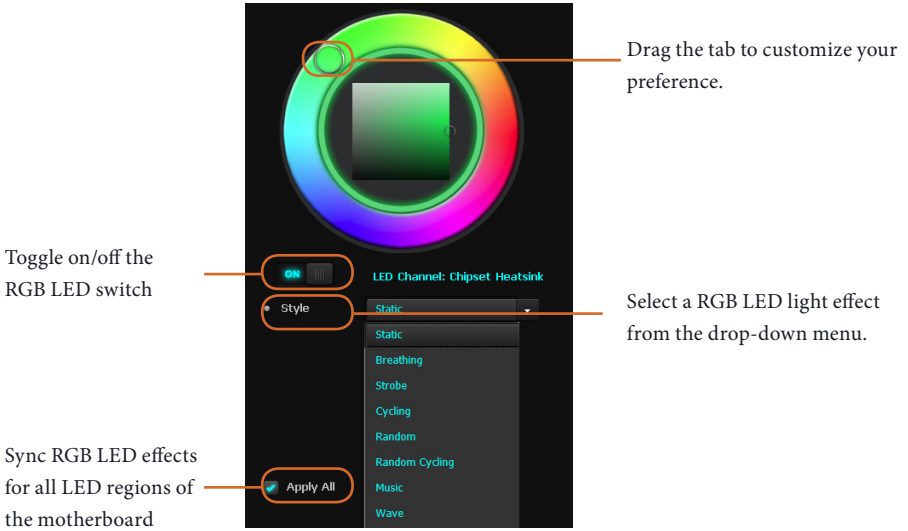 Drag the tab to customize your
preference.
Toggle on/off the
RGB LED switch
ON
LED Channel: Chipset Heatsink
Style
Static
Select a RGB LED light effect
from the drop-down menu.
Static
Breathing
Strobe
Cycling
Random
Random Cycling
Music
Wave
Sync RGB LED effects
for all LED regions of
the motherboard
Apply All